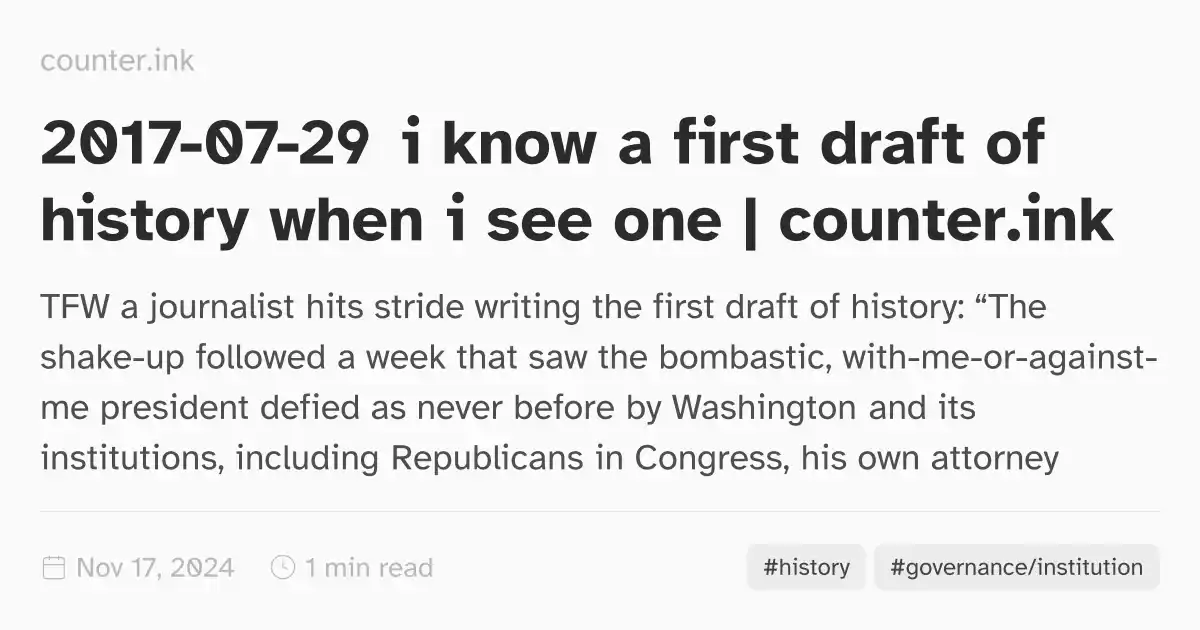 counter.ink
2017-07-29 i know a first draft of
history when i see one | counter.ink
TFW a journalist hits stride writing the first draft of history: “The
shake-up followed a week that saw the bombastic, with-me-or-against-
me president defied as never before by Washington and its
institutions, including Republicans in Congress, his own attorney
Nov 17, 2024 1 min read #history #governance/institution